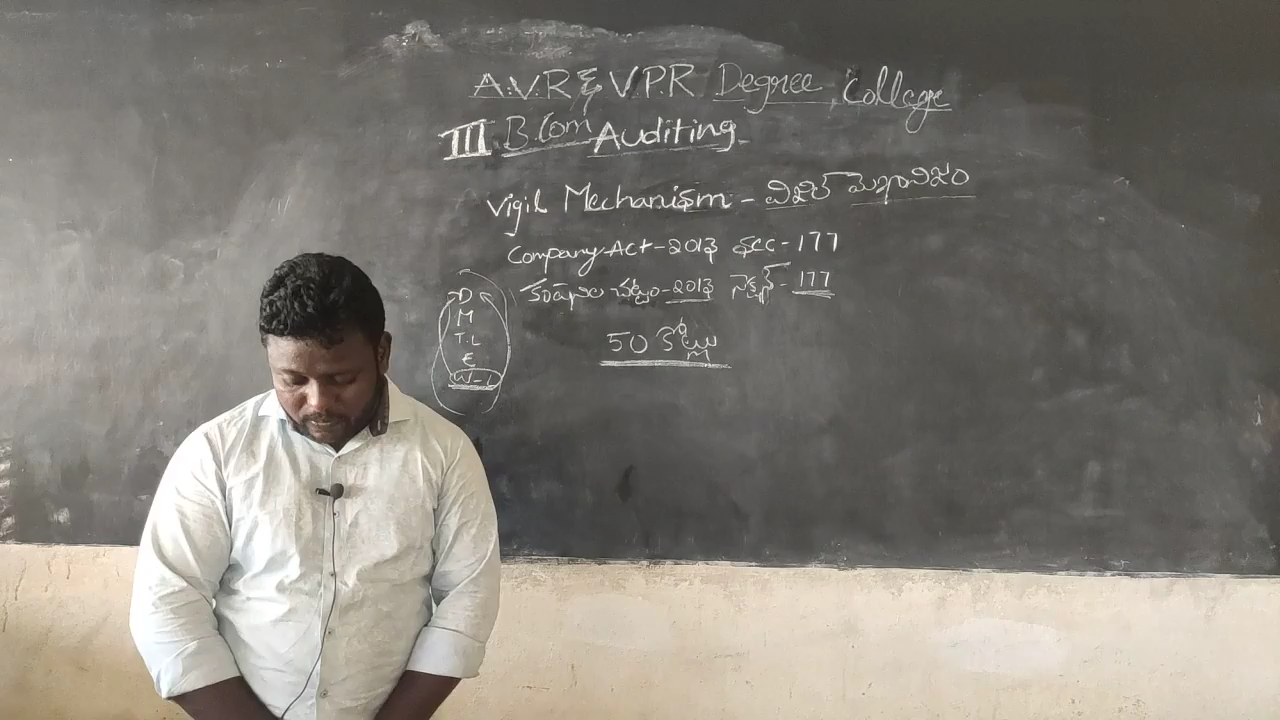 A.V.R & V.P.R Degree College
III B.Com Auditing
Vigil Mechanism - విజిల్ మెఖానిజం
Company Act-2013 Sec-177
కంపెనీల చట్టం-2013 సెక్షన్-177
50 కోట్లు
D
M
T.L
E
W-L